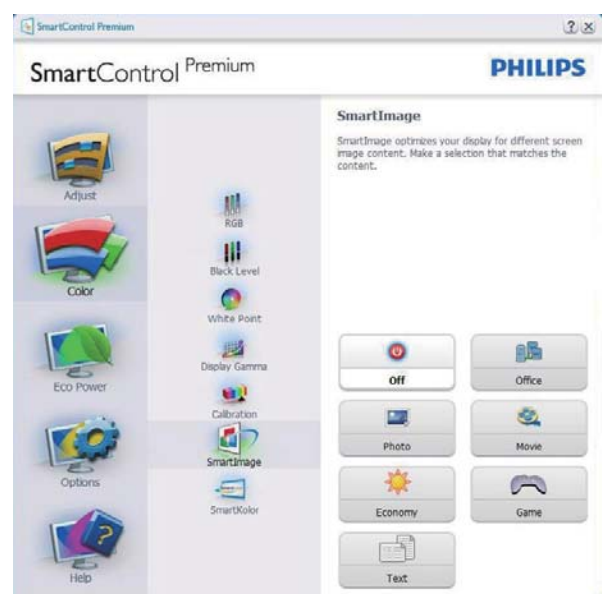 SmartControl Premium
SmartControl Premium
PHILIPS
Adjust
Color
Eco Power
Options
Help
RGB
Black Level
White Point
Display Gamma
Calibration
SmartImage
SmartKolor
SmartImage
SmartImage optimizes your display for different screen
image content. Make a selection that matches the
content.
Off
Office
Photo
Movie
Economy
Game
Text